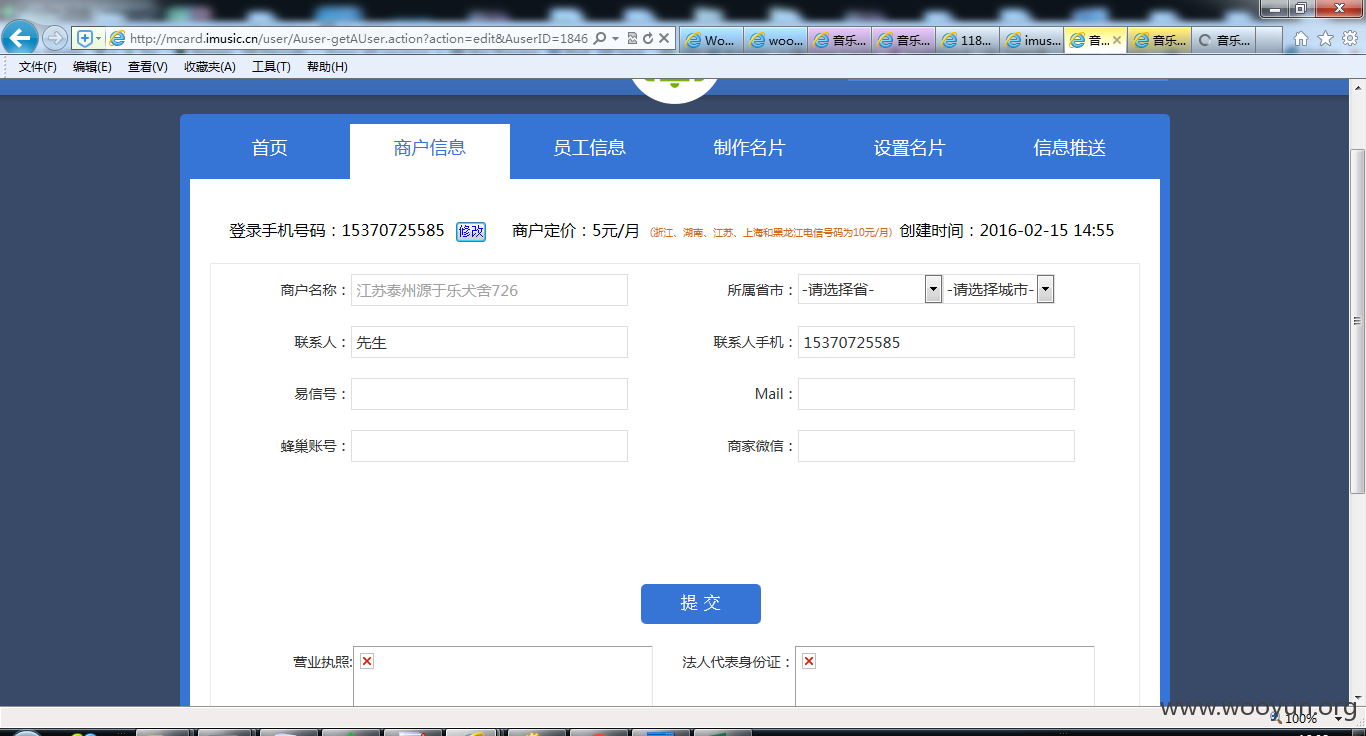 http://mcard.imusic.cn/user/Auser-getAUser.action?action=edit&AuserID=1846
Wo...
woo...
音乐...
音乐...
118...
imus...
音...
音乐...
音乐...
文件(F) 编辑(E) 查看(V) 收藏夹(A) 工具(T) 帮助(H)
首页 商户信息 员工信息 制作名片 设置名片 信息推送
登录手机号码：15370725585 修改 商户定价：5元/月 （浙江、湖南、江苏、上海和黑龙江电信号码为10元/月） 创建时间：2016-02-15 14:55
商户名称： 江苏泰州源于乐犬舍726 所属省市： -请选择省- -请选择城市-
联系人： 先生 联系人手机： 15370725585
易信号： Mail：
蜂巢账号： 商家微信：
提 交
营业执照: 法人代表身份证：
www.wooyun.org
100%